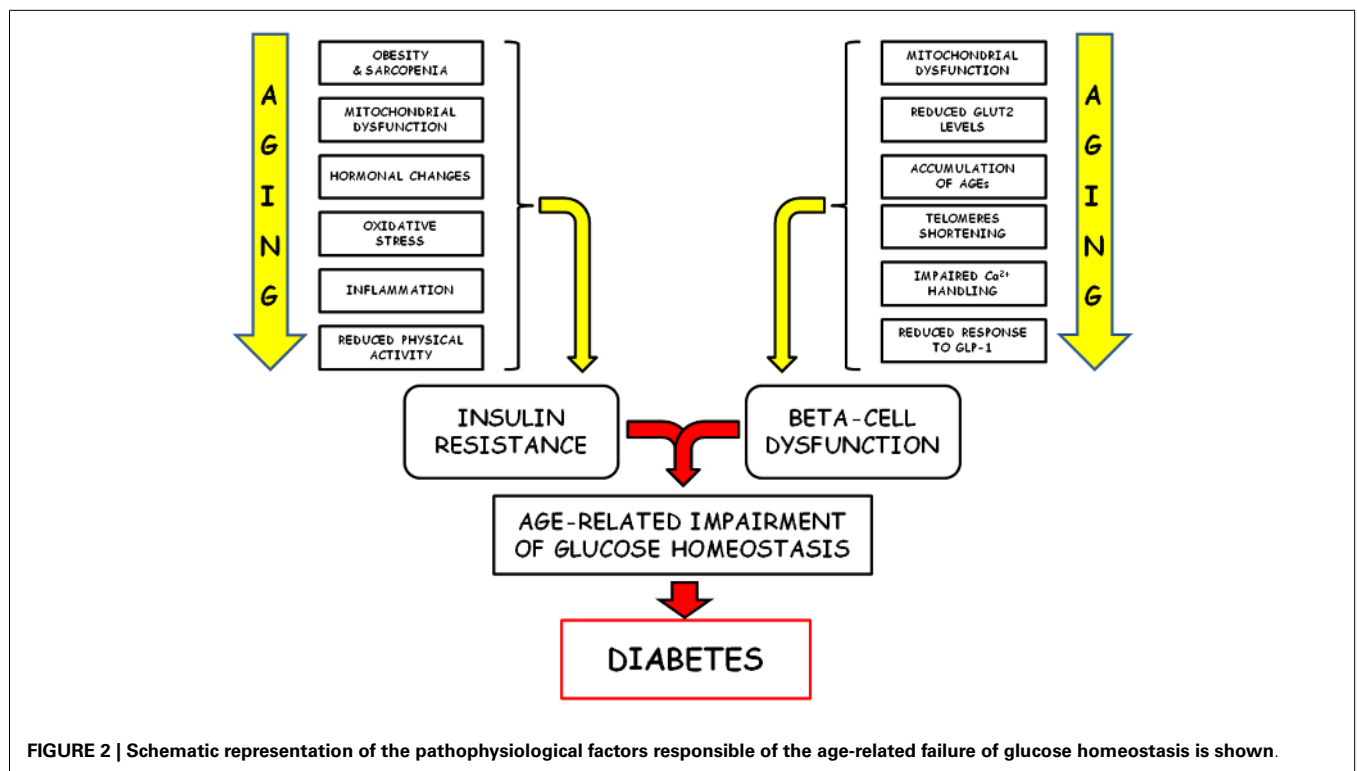 AGING
OBESITY
& SARCOPENIA
MITOCHONDRIAL
DYSFUNCTION
HORMONAL CHANGES
OXIDATIVE
STRESS
INFLAMMATION
REDUCED PHYSICAL
ACTIVITY
MITOCHONDRIAL
DYSFUNCTION
REDUCED GLUT2
LEVELS
ACCUMULATION
OF AGEs
TELOMERES
SHORTENING
IMPAIRED Ca²⁺
HANDLING
REDUCED RESPONSE
TO GLP-1
AGING
INSULIN
RESISTANCE
BETA-CELL
DYSFUNCTION
AGE-RELATED IMPAIRMENT
OF GLUCOSE HOMEOSTASIS
DIABETES
FIGURE 2 | Schematic representation of the pathophysiological factors responsible of the age-related failure of glucose homeostasis is shown.